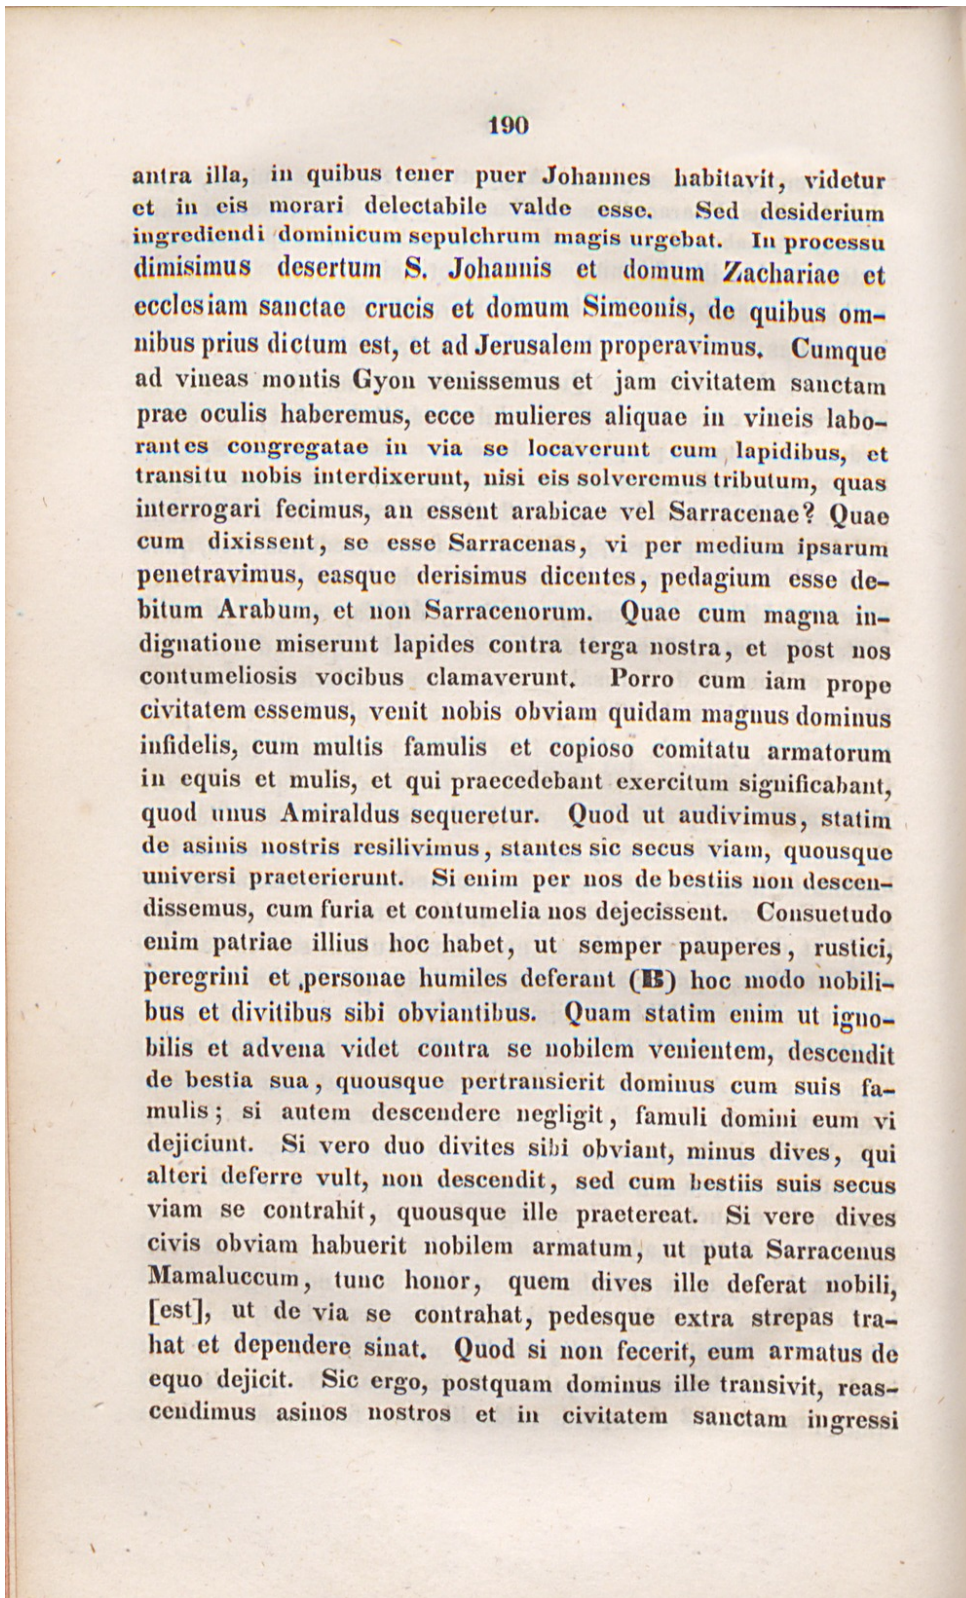 190
antra illa, in quibus tener puer Johannes habitavit, videtur
et in eis morari delectabile valde esse. Sed desiderium
ingrediendi dominicum sepulchrum magis urgebat. In processu
dimisimus desertum S. Johannis et domum Zachariae et
ecclesiam sanctae crucis et domum Simeonis, de quibus om-
nibus prius dictum est, et ad Jerusalem properavimus. Cumque
ad vineas montis Gyon venissemus et jam civitatem sanctam
prae oculis haberemus, ecce mulieres aliquae in vineis labo-
rantes congregatae in via se locaverunt cum lapidibus, et
transitu nobis interdixerunt, nisi eis solveremus tributum, quas
interrogari fecimus, an essent arabicae vel Sarracenae? Quae
cum dixissent, se esse Sarracenas, vi per medium ipsarum
penetravimus, easque derisimus dicentes, pedagium esse de-
bitum Arabum, et non Sarracenorum. Quae cum magna in-
dignatione miserunt lapides contra terga nostra, et post nos
contumeliosis vocibus clamaverunt. Porro cum iam prope
civitatem essemus, venit nobis obviam quidam magnus dominus
infidelis, cum multis famulis et copioso comitatu armatorum
in equis et mulis, et qui praecedebant exercitum significabant,
quod unus Amiraldus sequeretur. Quod ut audivimus, statim
de asinis nostris resilivimus, stantes sic secus viam, quousque
universi praeterierunt. Si enim per nos de bestiis non descen-
dissemus, cum furia et contumelia nos dejecissent. Consuetudo
enim patriae illius hoc habet, ut semper pauperes, rustici,
peregrini et personae humiles deferant (B) hoc modo nobili-
bus et divitibus sibi obviantibus. Quam statim enim ut igno-
bilis et advena videt contra se nobilem venientem, descendit
de bestia sua, quousque pertransierit dominus cum suis fa-
mulis; si autem descendere negligit, famuli domini eum vi
dejiciunt. Si vero duo divites sibi obviant, minus dives, qui
alteri deferre vult, non descendit, sed cum bestiis suis secus
viam se contrahit, quousque ille praetereat. Si vere dives
civis obviam habuerit nobilem armatum, ut puta Sarracenus
Mamaluccum, tunc honor, quem dives ille deferat nobili,
[est], ut de via se contrahat, pedesque extra strepas tra-
hat et dependere sinat. Quod si non fecerit, eum armatus de
equo dejicit. Sic ergo, postquam dominus ille transivit, reas-
cendimus asinos nostros et in civitatem sanctam ingressi